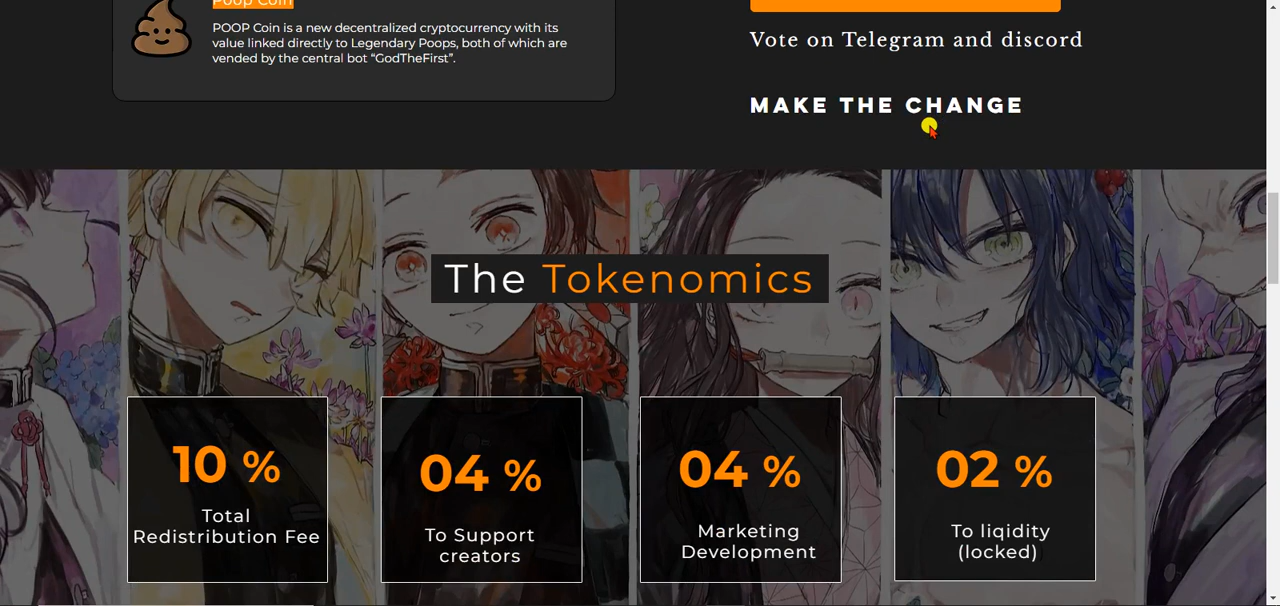 Poop Coin
POOP Coin is a new decentralized cryptocurrency with its
value linked directly to Legendary Poops, both of which are
vended by the central bot “GodTheFirst”.
Vote on Telegram and discord
MAKE THE CHANGE
The Tokenomics
10 %
Total
Redistribution Fee
04 %
To Support
creators
04 %
Marketing
Development
02 %
To liqidity
(locked)